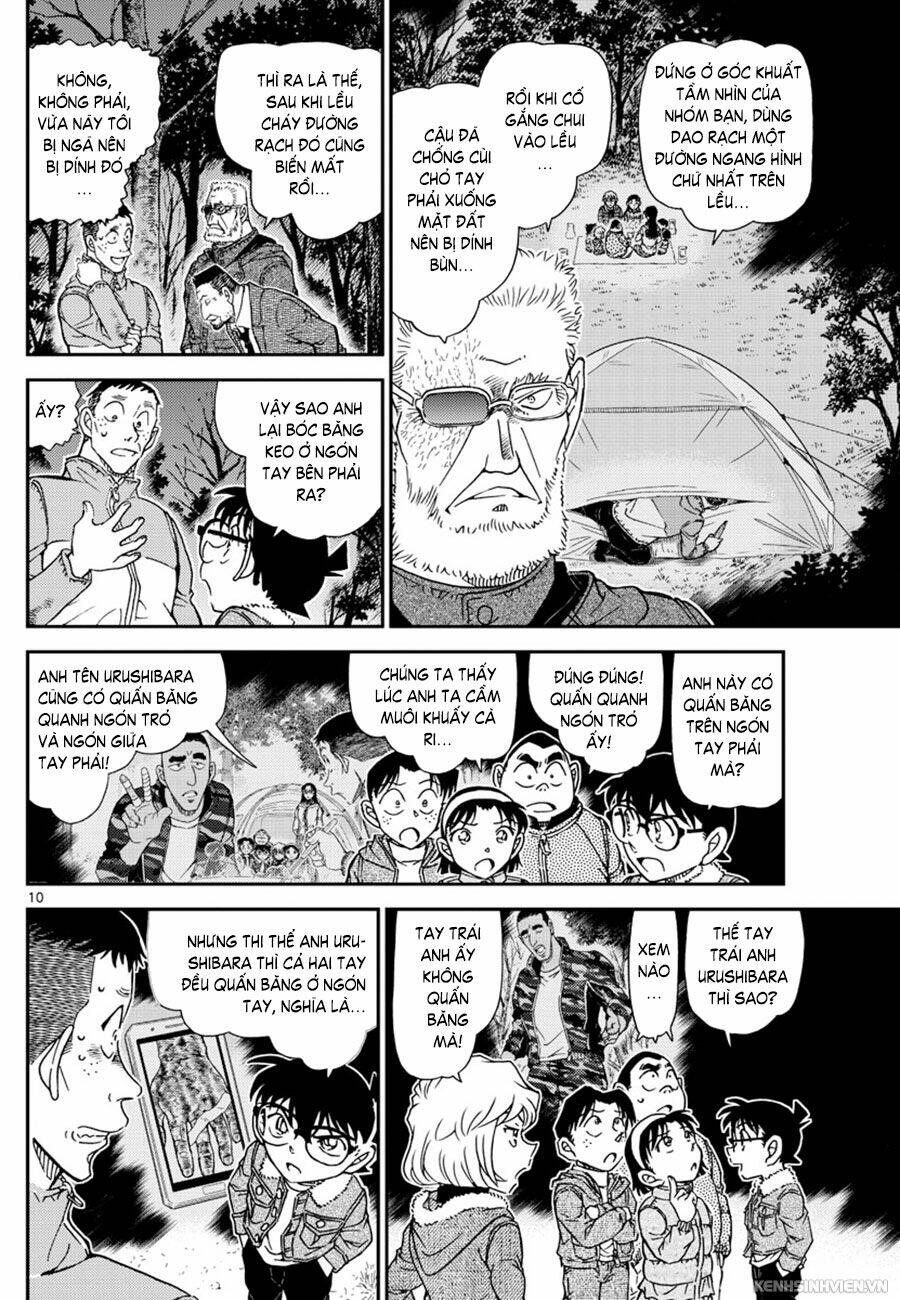 ĐỨNG Ở GÓC KHUẤT
TẦM NHÌN CỦA
NHÓM BẠN, DÙNG
DAO RẠCH MỘT
ĐƯỜNG NGANG HÌNH
CHỮ NHẬT TRÊN
LỀU...
RỒI KHI CỐ
GẮNG CHUI
VÀO LỀU ...
CẬU ĐÃ
CHỐNG CÙI
CHỎ TAY
PHẢI XUỐNG
MẶT ĐẤT
NÊN BỊ DÍNH
BÙN...
THÌ RA LÀ THẾ,
SAU KHI LỀU
CHÁY ĐƯỜNG
RẠCH ĐÓ CŨNG
BIẾN MẤT
RỒI...
KHÔNG,
KHÔNG PHẢI,
VỪA NÃY TÔI
BỊ NGÃ NÊN
BỊ DÍNH ĐÓ
...
VẬY SAO ANH
LẠI BÓC BĂNG
KEO Ở NGÓN
TAY BÊN PHẢI
RA?
ẤY?
ANH NÀY CÓ
QUẤN BĂNG
TRÊN NGÓN
TAY PHẢI
MÀ?
ĐÚNG ĐÚNG!
QUẤN QUANH
NGÓN TRỎ
ẤY!
CHÚNG TA THẤY
LÚC ANH TA CẦM
MUÔI KHUẤY CÀ
RI...
ANH TÊN URUSHIBARA
CŨNG CÓ QUẤN BĂNG
QUANH NGÓN TRỎ
VÀ NGÓN GIỮA
TAY PHẢI!
10
THẾ TAY
TRÁI ANH
URUSHIBARA
THÌ SAO?
XEM
NÀO
...
TAY TRÁI
ANH ẤY
KHÔNG
QUẤN
BĂNG
MÀ!
NHƯNG THI THỂ ANH URU-
SHIBARA THÌ CẢ HAI TAY
ĐỀU QUẤN BĂNG Ở NGÓN
TAY, NGHĨA LÀ...
KENHSINHVIEN.VN